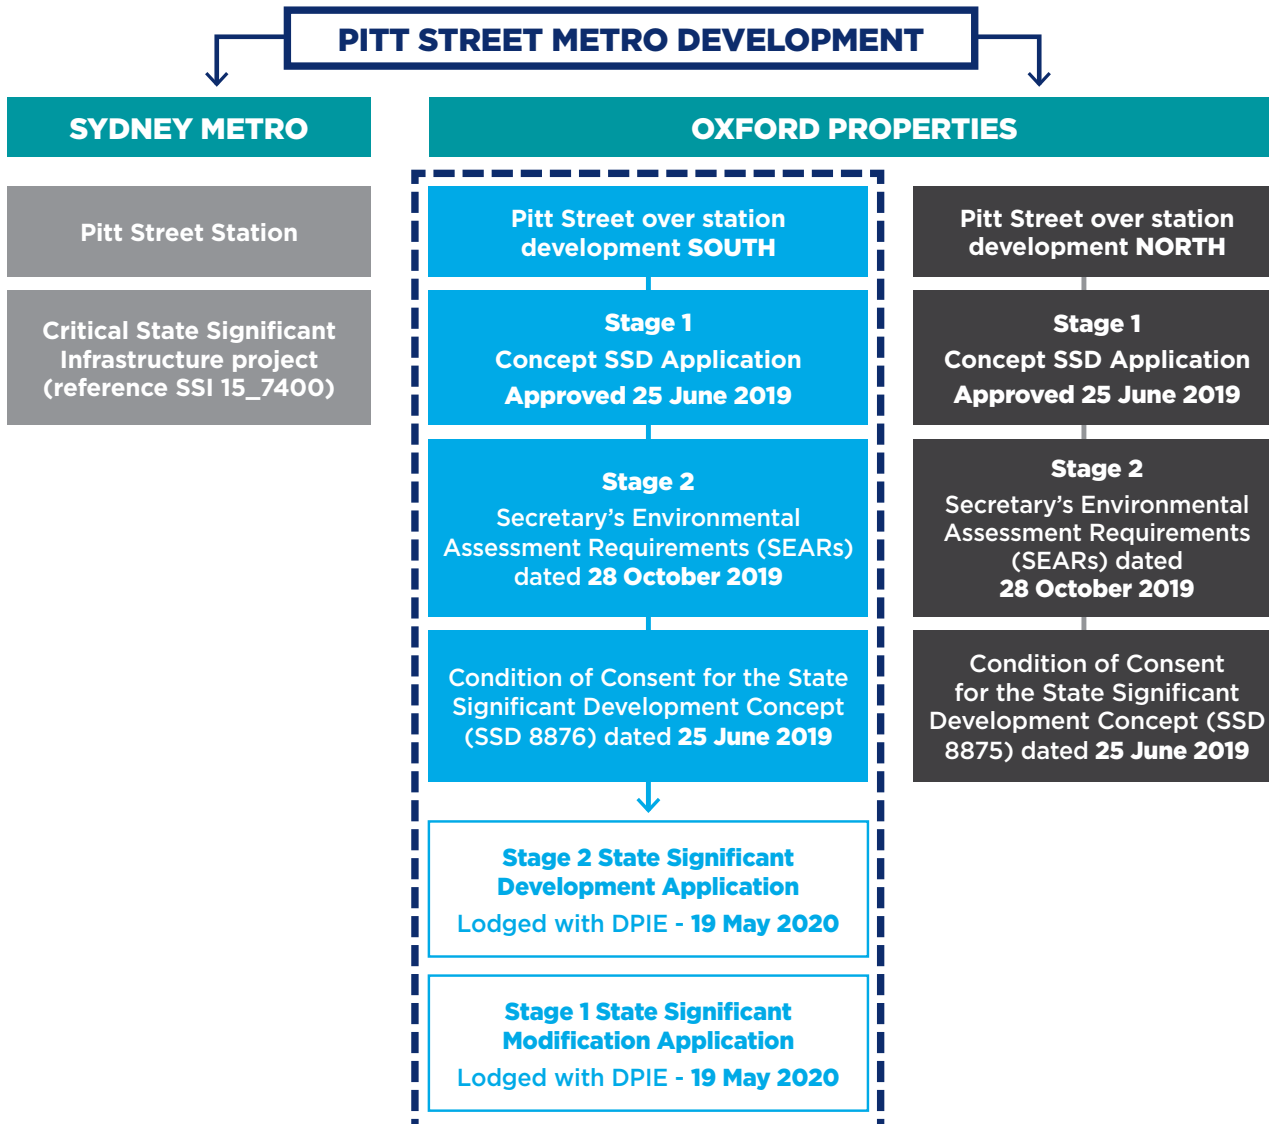 PITT STREET METRO DEVELOPMENT
SYDNEY METRO
Pitt Street Station
Critical State Significant
Infrastructure project
(reference SSI 15_7400)
OXFORD PROPERTIES
Pitt Street over station
development SOUTH
Stage 1
Concept SSD Application
Approved 25 June 2019
Stage 2
Secretary’s Environmental
Assessment Requirements (SEARs)
dated 28 October 2019
Condition of Consent for the State
Significant Development Concept
(SSD 8876) dated 25 June 2019
Stage 2 State Significant
Development Application
Lodged with DPIE - 19 May 2020
Stage 1 State Significant
Modification Application
Lodged with DPIE - 19 May 2020
Pitt Street over station
development NORTH
Stage 1
Concept SSD Application
Approved 25 June 2019
Stage 2
Secretary’s Environmental
Assessment Requirements
(SEARs) dated
28 October 2019
Condition of Consent
for the State Significant
Development Concept (SSD
8875) dated 25 June 2019